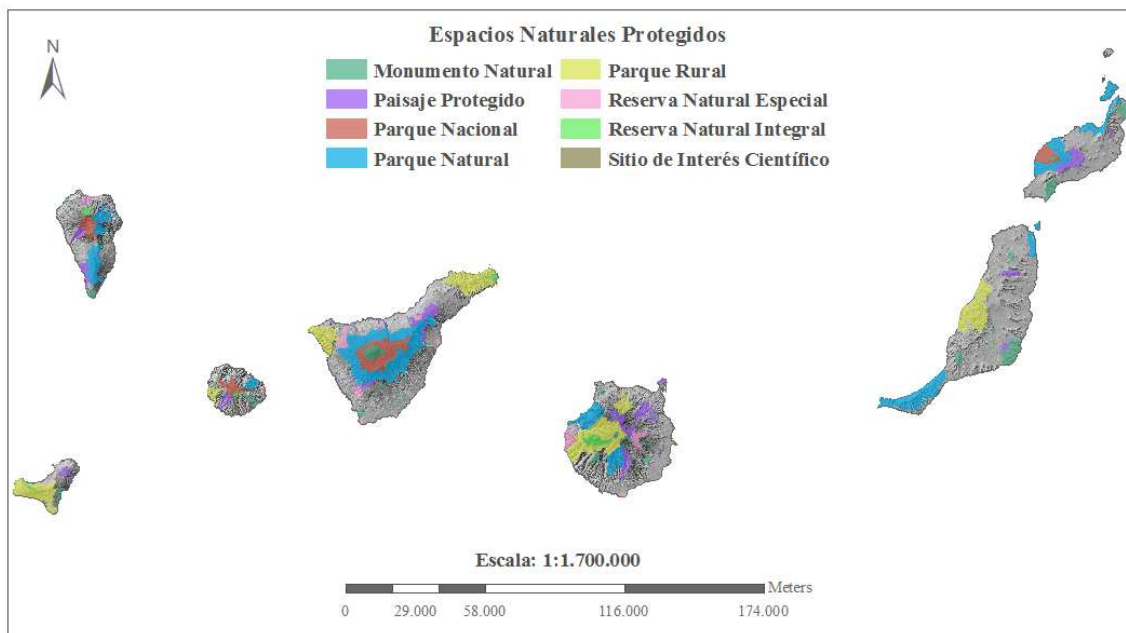 Espacios Naturales Protegidos
N
Monumento Natural
Parque Rural
Paisaje Protegido
Reserva Natural Especial
Parque Nacional
Reserva Natural Integral
Parque Natural
Sitio de Interés Científico
Escala: 1:1.700.000
Meters
0 29.000 58.000 116.000 174.000